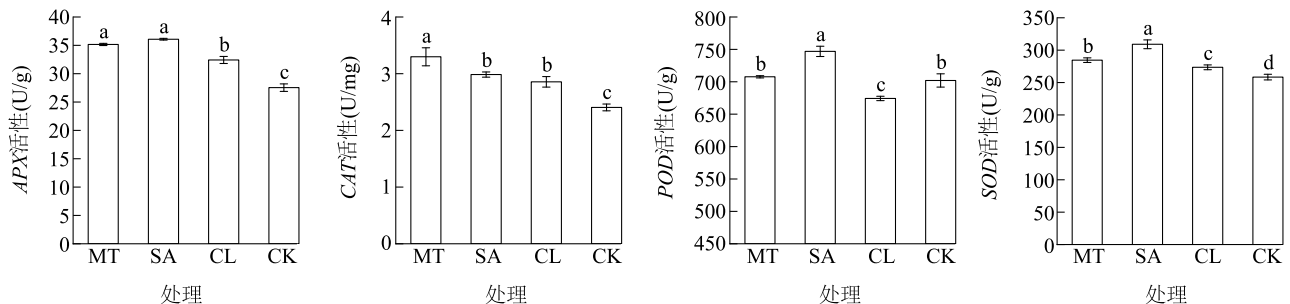 APX活性(U/g)
40
35
30
25
20
15
10
5
0
a
a
b
c
MT
SA
CL
CK
处理
CAT活性(U/mg)
4
3
2
1
0
a
b
b
c
MT
SA
CL
CK
处理
POD活性(U/g)
800
750
700
650
600
550
500
450
b
a
c
b
MT
SA
CL
CK
处理
SOD活性(U/g)
350
300
250
200
150
100
50
0
b
a
c
d
MT
SA
CL
CK
处理